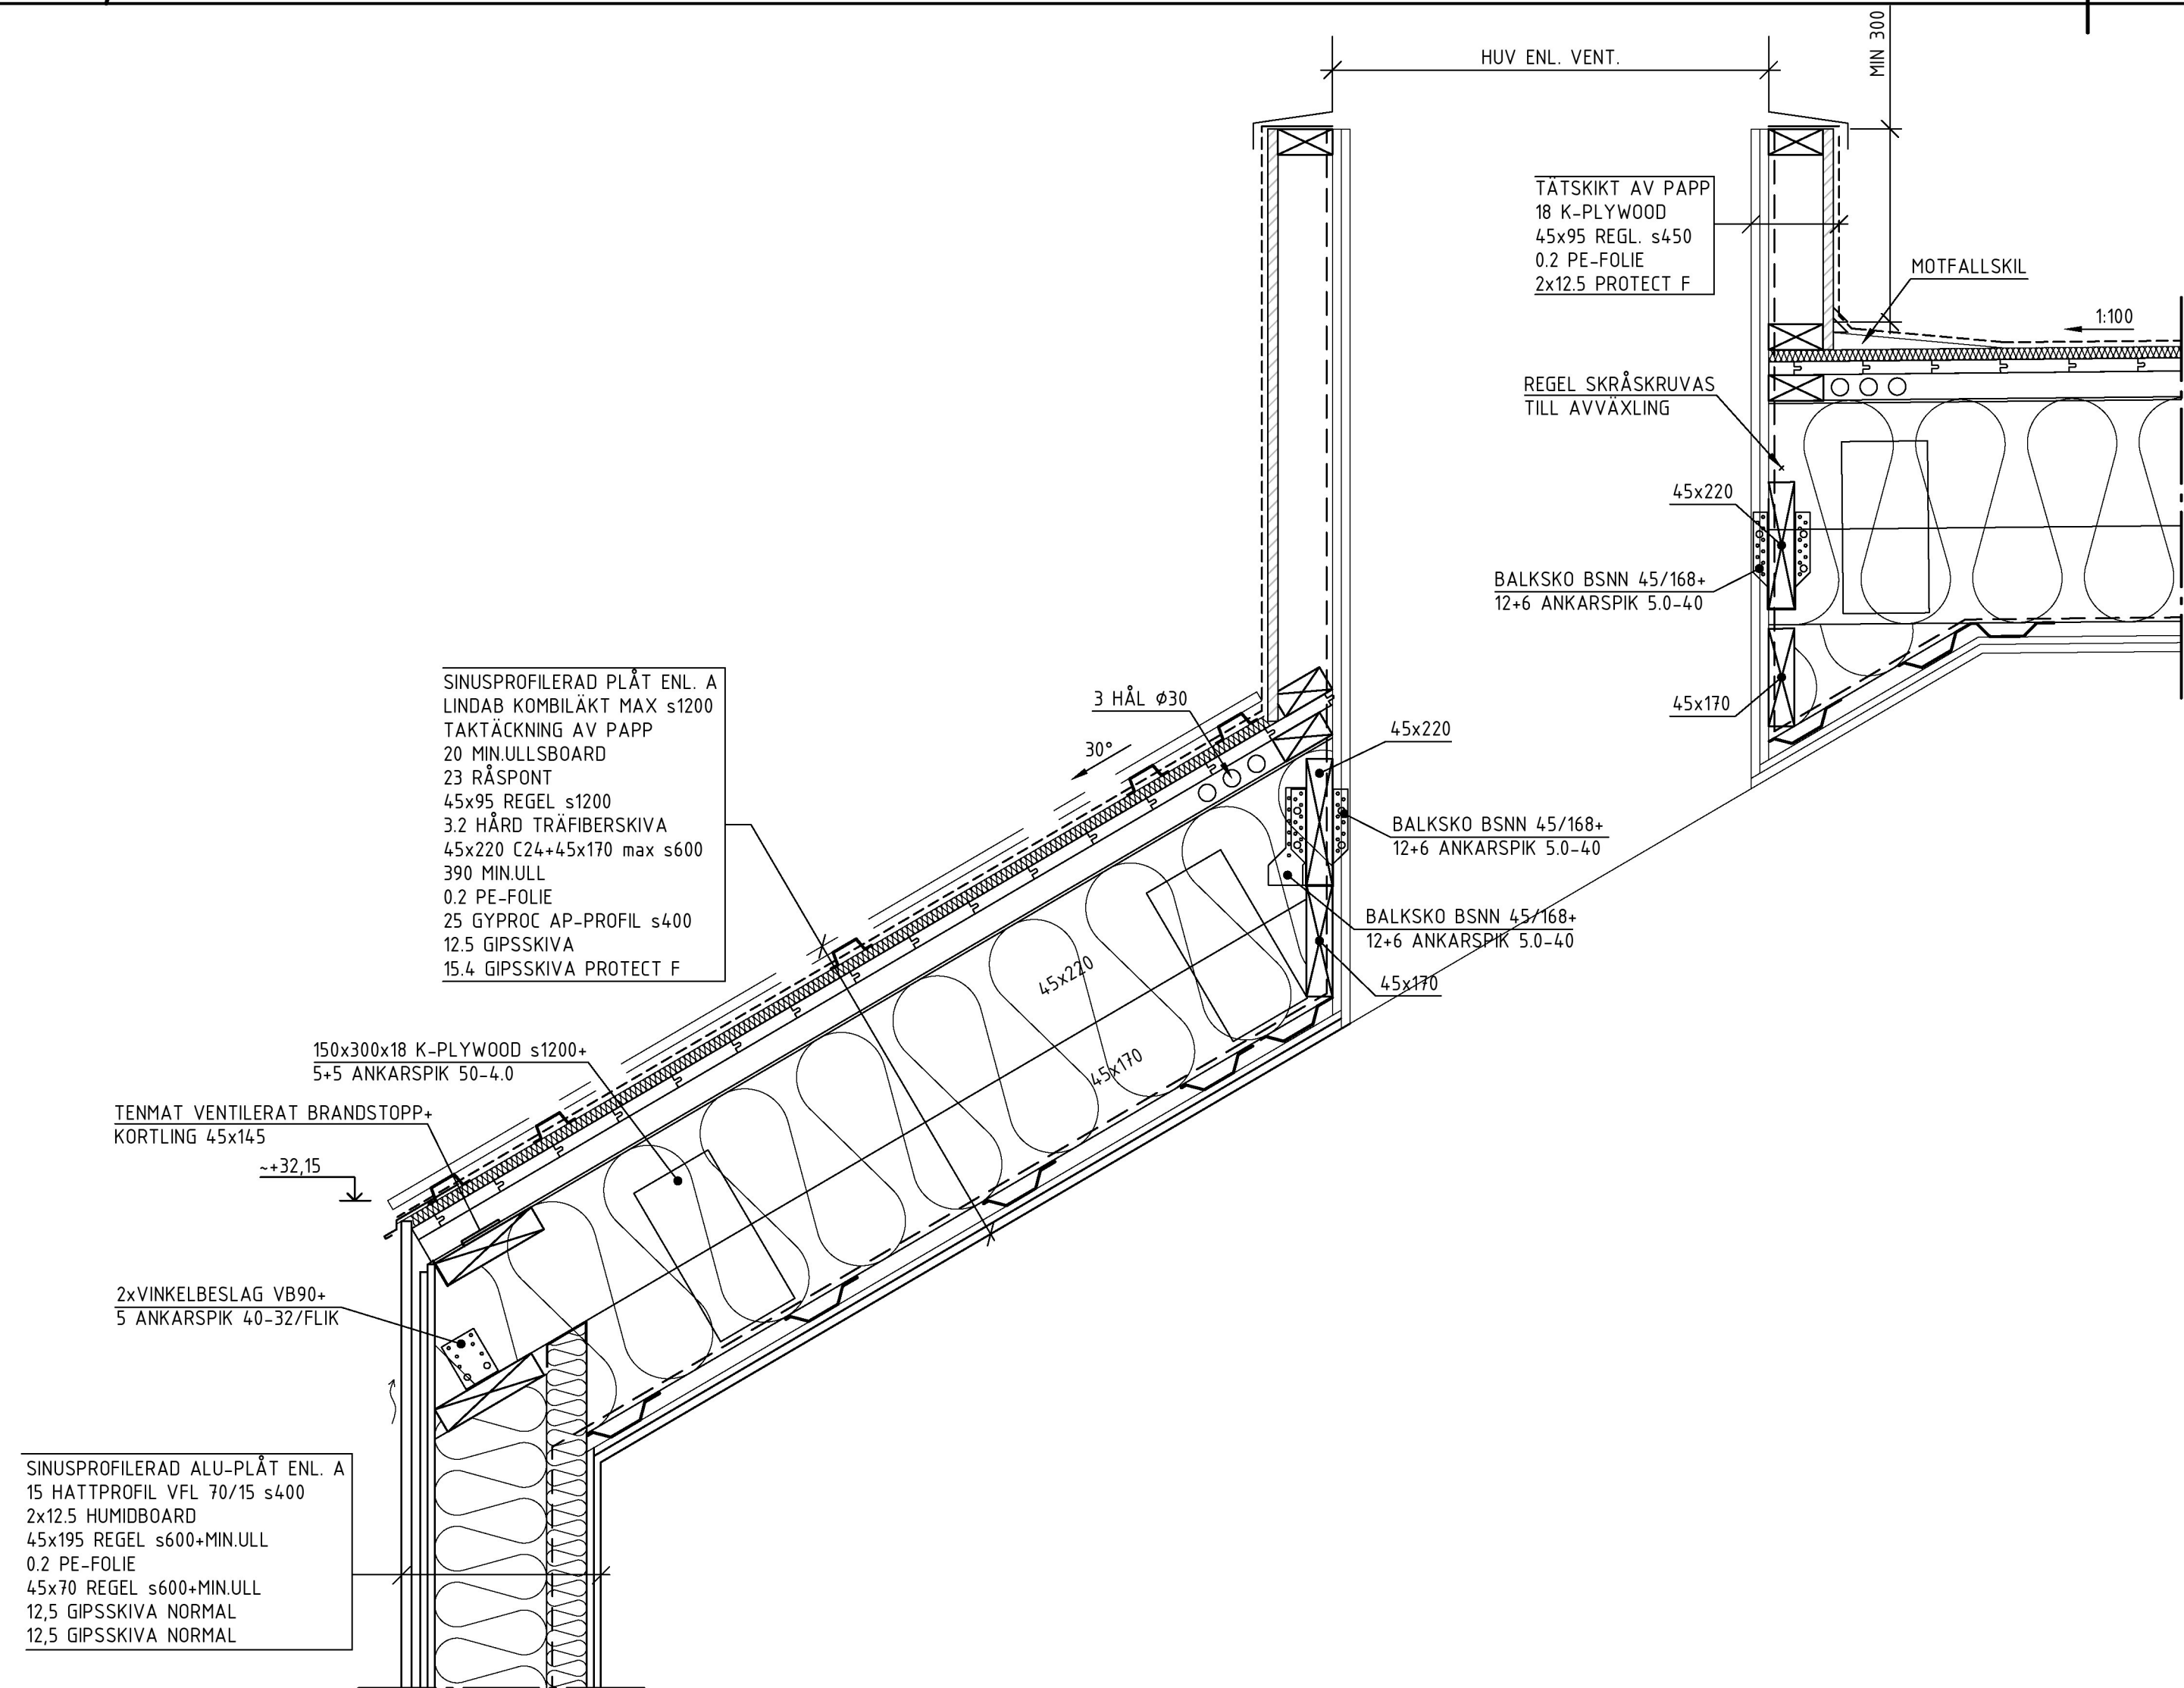 HUV ENL. VENT.
MIN 300
TÄTSKIKT AV PAPP
18 K-PLYWOOD
45x95 REGL. s450
0.2 PE-FOLIE
2x12.5 PROTECT F
MOTFALLSKIL
1:100
REGEL SKRÅSKRUVAS
TILL AVVÄXLING
45x220
BALKSKO BSNN 45/168+
12+6 ANKARSPIK 5.0-40
45x170
SINUSPROFILERAD PLÅT ENL. A
LINDAB KOMBILÄKT MAX s1200
TAKTÄCKNING AV PAPP
20 MIN.ULLSBOARD
23 RÅSPONT
45x95 REGEL s1200
3.2 HÅRD TRÄFIBERSKIVA
45x220 C24+45x170 max s600
390 MIN.ULL
0.2 PE-FOLIE
25 GYPROC AP-PROFIL s400
12.5 GIPSSKIVA
15.4 GIPSSKIVA PROTECT F
3 HÅL Ø30
30°
45x220
BALKSKO BSNN 45/168+
12+6 ANKARSPIK 5.0-40
BALKSKO BSNN 45/168+
12+6 ANKARSPIK 5.0-40
45x170
45x220
45x170
150x300x18 K-PLYWOOD s1200+
5+5 ANKARSPIK 50-4.0
TENMAT VENTILERAT BRANDSTOPP+
KORTLING 45x145
~+32,15
2xVINKELBESLAG VB90+
5 ANKARSPIK 40-32/FLIK
SINUSPROFILERAD ALU-PLÅT ENL. A
15 HATTPROFIL VFL 70/15 s400
2x12.5 HUMIDBOARD
45x195 REGEL s600+MIN.ULL
0.2 PE-FOLIE
45x70 REGEL s600+MIN.ULL
12,5 GIPSSKIVA NORMAL
12,5 GIPSSKIVA NORMAL